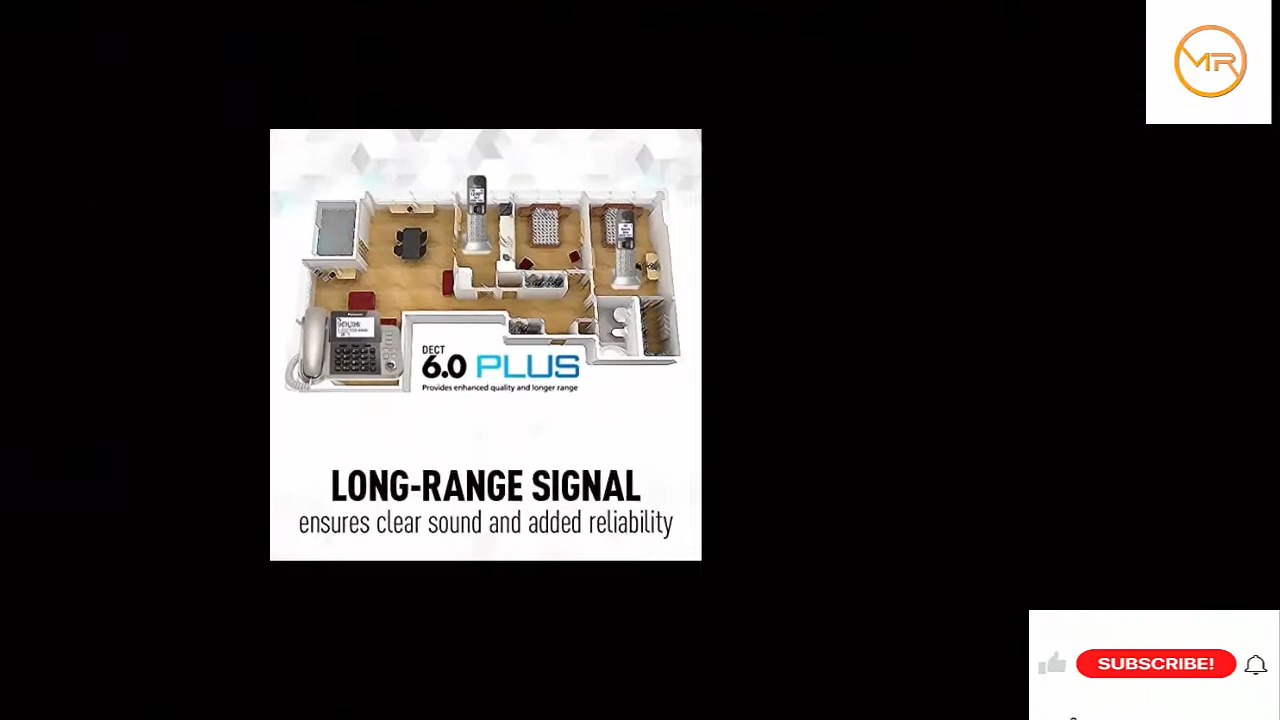 MR
DECT
6.0 PLUS
Provides enhanced quality and longer range
LONG-RANGE SIGNAL
ensures clear sound and added reliability
SUBSCRIBE!